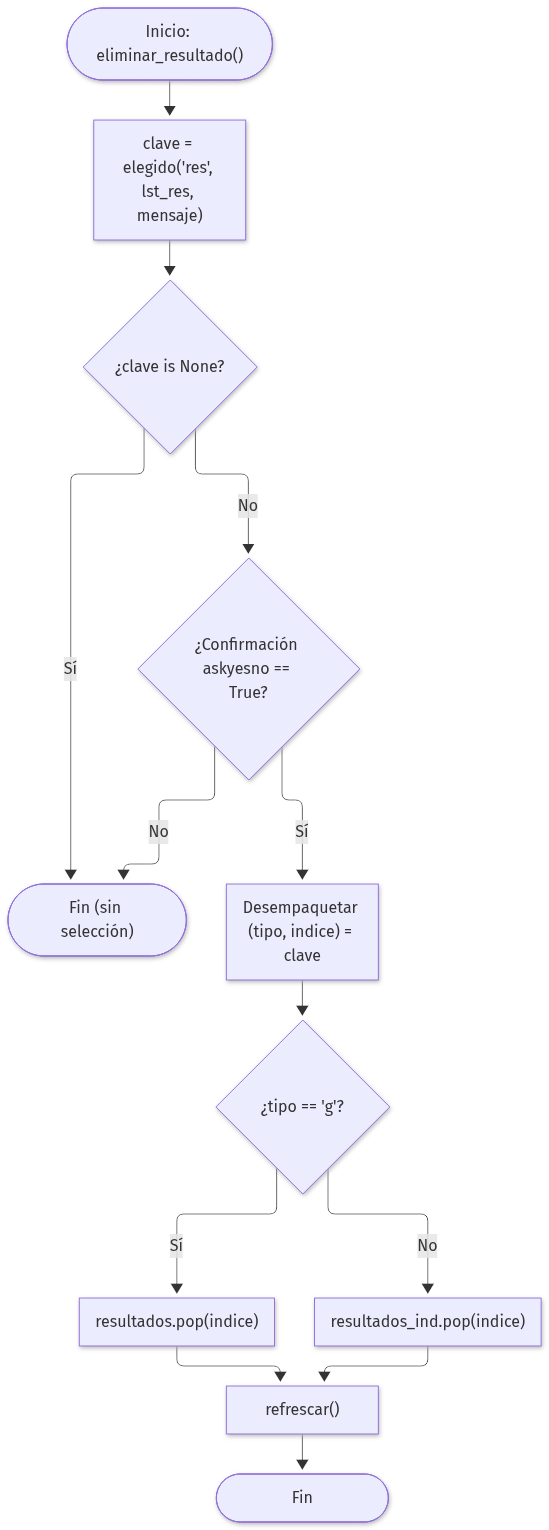 Inicio:
eliminar_resultado()
clave =
elegido('res',
lst_res,
mensaje)
¿clave is None?
No
¿Confirmación
askyesno ==
True?
Sí
No
Sí
Fin (sin
selección)
Desempaquetar
(tipo, indice) =
clave
¿tipo == 'g'?
Sí
No
resultados.pop(indice)
resultados_ind.pop(indice)
refrescar()
Fin